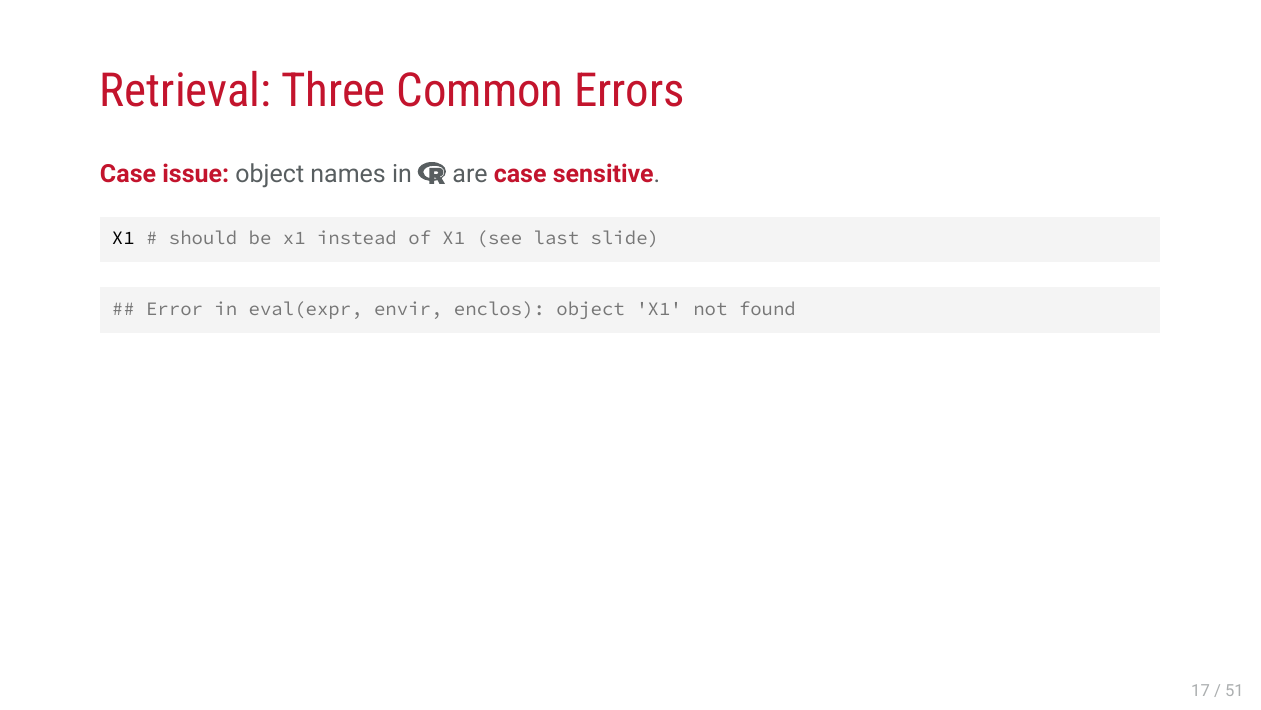 Retrieval: Three Common Errors
Case issue: object names in R are case sensitive.
X1 # should be x1 instead of X1 (see last slide)
## Error in eval(expr, envir, enclos): object 'X1' not found
17 / 51